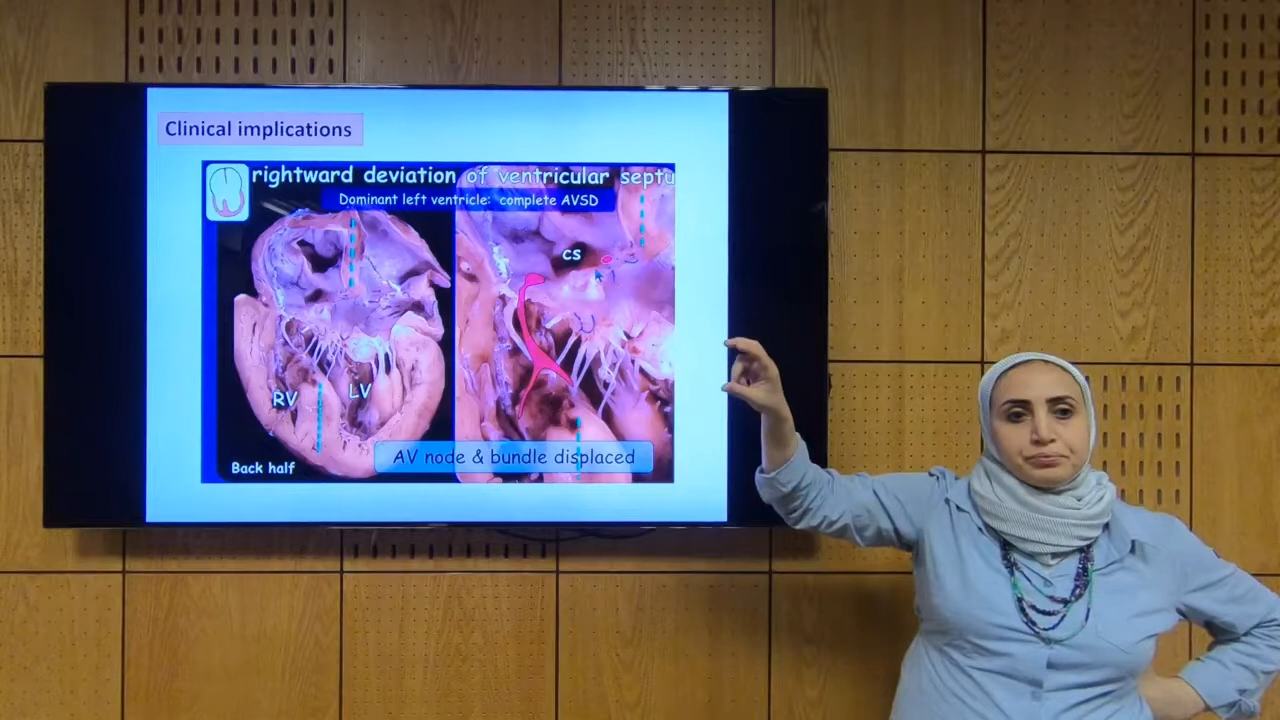 Clinical implications
rightward deviation of ventricular septu
Dominant left ventricle: complete AVSD
cs
RV
LV
AV node & bundle displaced
Back half